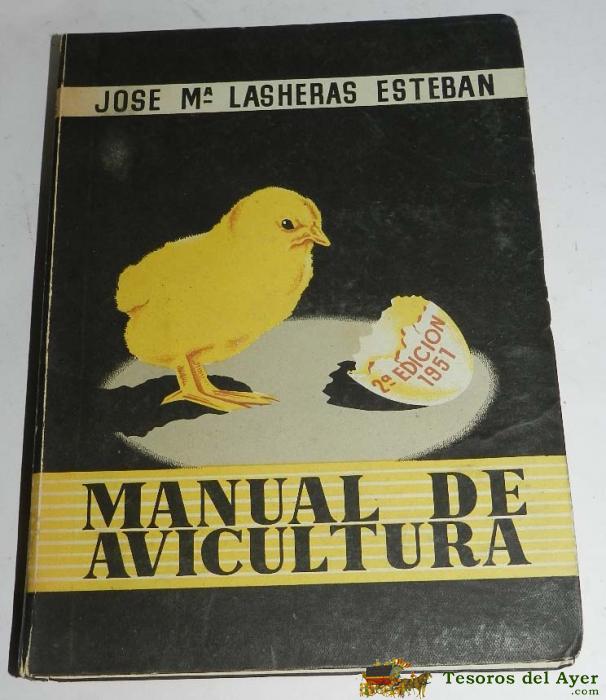 JOSE Mª LASHERAS ESTEBAN
2ª EDICION
1951
MANUAL DE
AVICULTURA
Tesoros del Ayer
.com